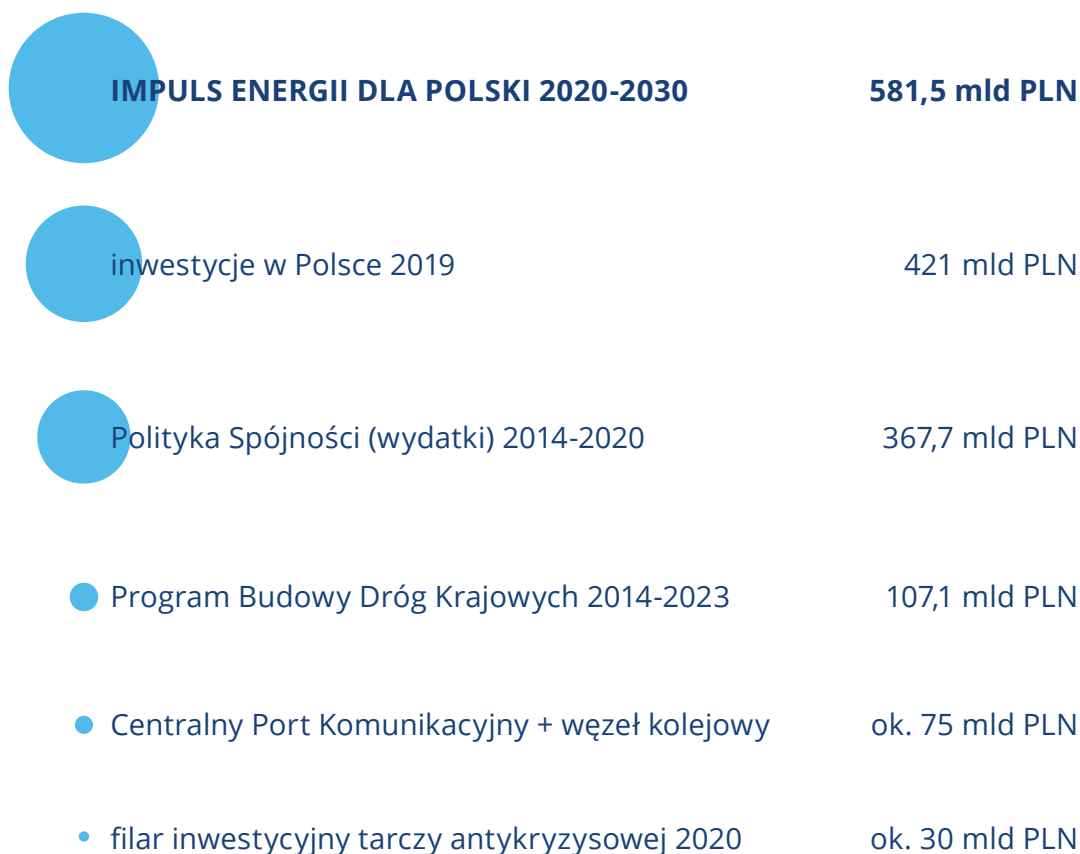 IMPULS ENERGII DLA POLSKI 2020-2030 581,5 mld PLN
inwestycje w Polsce 2019 421 mld PLN
Polityka Spójności (wydatki) 2014-2020 367,7 mld PLN
Program Budowy Dróg Krajowych 2014-2023 107,1 mld PLN
Centralny Port Komunikacyjny + węzeł kolejowy ok. 75 mld PLN
filar inwestycyjny tarczy antykryzysowej 2020 ok. 30 mld PLN